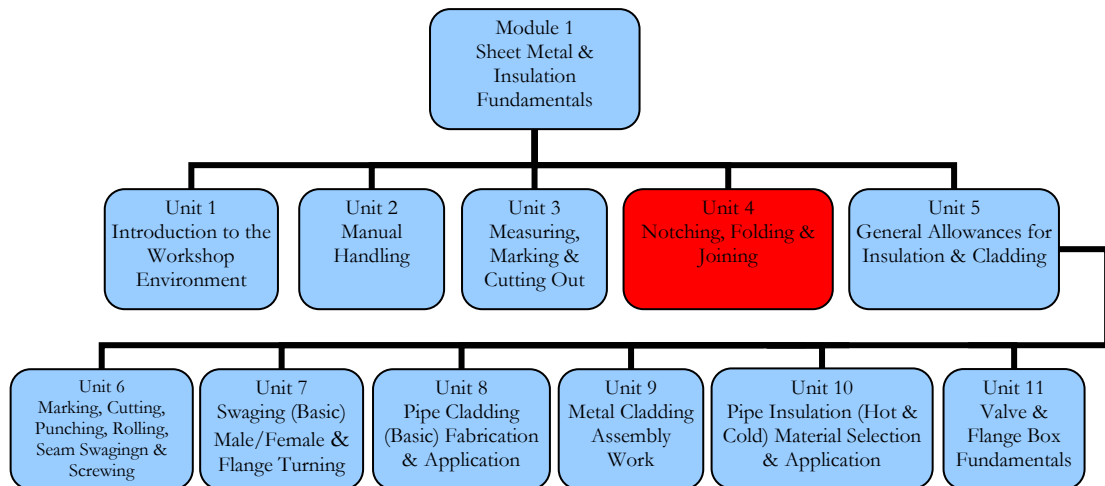 Module 1
Sheet Metal &
Insulation
Fundamentals
Unit 1
Introduction to the
Workshop
Environment
Unit 2
Manual
Handling
Unit 3
Measuring,
Marking &
Cutting Out
Unit 4
Notching, Folding &
Joining
Unit 5
General Allowances for
Insulation & Cladding
Unit 6
Marking, Cutting,
Punching, Rolling,
Seam Swagingn &
Screwing
Unit 7
Swaging (Basic)
Male/Female &
Flange Turning
Unit 8
Pipe Cladding
(Basic) Fabrication
& Application
Unit 9
Metal Cladding
Assembly
Work
Unit 10
Pipe Insulation (Hot &
Cold) Material Selection
& Application
Unit 11
Valve &
Flange Box
Fundamentals